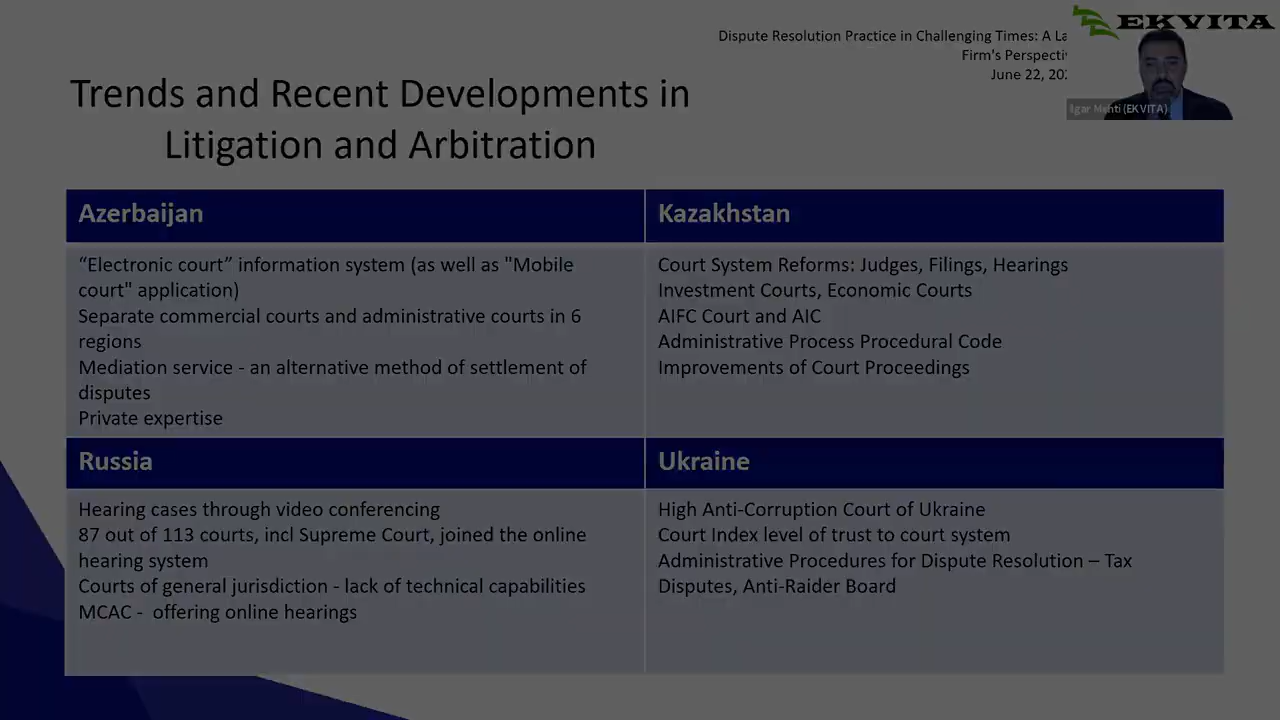 EKVITA
Dispute Resolution Practice in Challenging Times: A La
Firm's Perspectiv
June 22, 202
Mehti (EKVITA)
Trends and Recent Developments in
Litigation and Arbitration
Azerbaijan
“Electronic court” information system (as well as "Mobile
court" application)
Separate commercial courts and administrative courts in 6
regions
Mediation service - an alternative method of settlement of
disputes
Private expertise
Kazakhstan
Court System Reforms: Judges, Filings, Hearings
Investment Courts, Economic Courts
AIFC Court and AIC
Administrative Process Procedural Code
Improvements of Court Proceedings
Russia
Hearing cases through video conferencing
87 out of 113 courts, incl Supreme Court, joined the online
hearing system
Courts of general jurisdiction - lack of technical capabilities
MCAC -  offering online hearings
Ukraine
High Anti-Corruption Court of Ukraine
Court Index level of trust to court system
Administrative Procedures for Dispute Resolution – Tax
Disputes, Anti-Raider Board